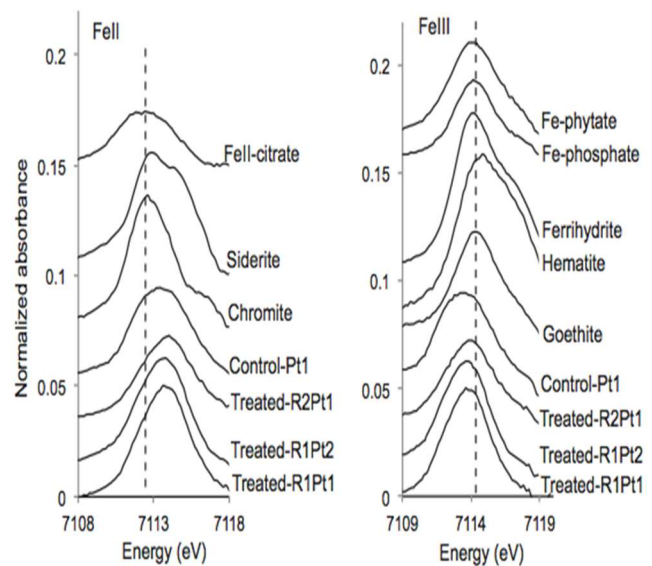 FeII
0.2
0.15
0.1
0.05
0
Normalized absorbance
FeII-citrate
Siderite
Chromite
Control-Pt1
Treated-R2Pt1
Treated-R1Pt2
Treated-R1Pt1
7108
7113
7118
Energy (eV)
FeIII
0.2
0.15
0.1
0.05
0
Fe-phytate
Fe-phosphate
Ferrihydrite
Hematite
Goethite
Control-Pt1
Treated-R2Pt1
Treated-R1Pt2
Treated-R1Pt1
7109
7114
7119
Energy (eV)